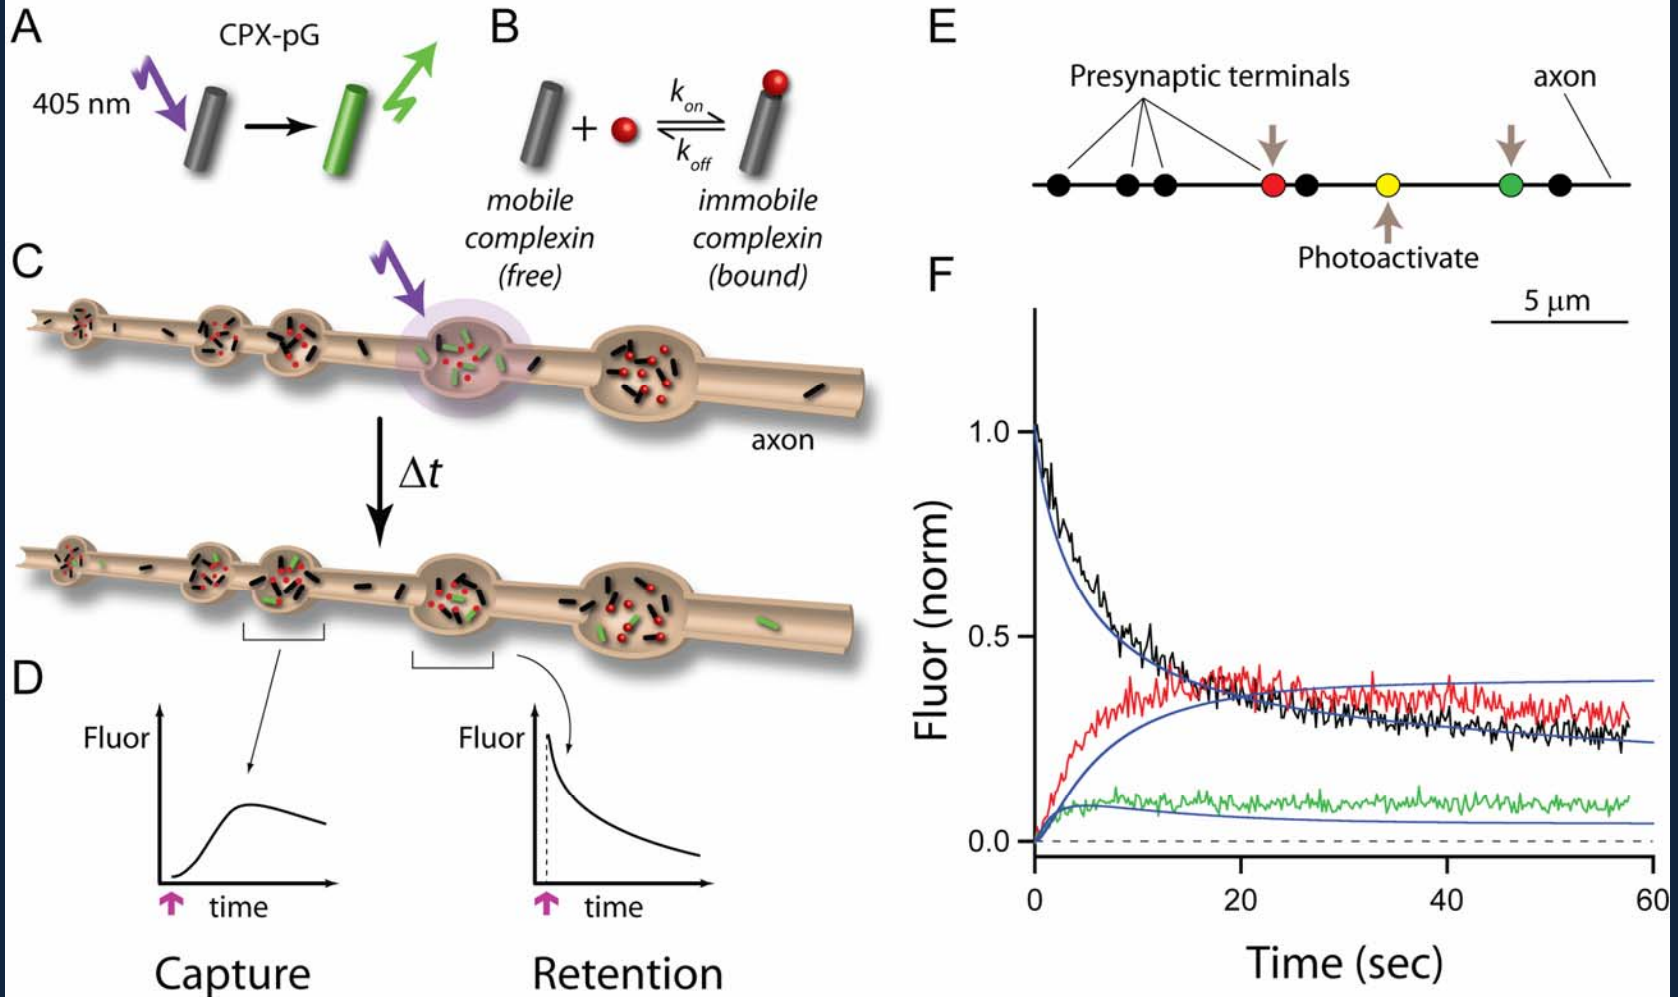 A
CPX-pG
405 nm
B
k_on
k_off
mobile
complexin
(free)
immobile
complexin
(bound)
C
axon
Δt
D
Fluor
time
Capture
Fluor
time
Retention
E
Presynaptic terminals
axon
Photoactivate
5 μm
F
Fluor (norm)
1.0
0.5
0.0
0
20
40
60
Time (sec)